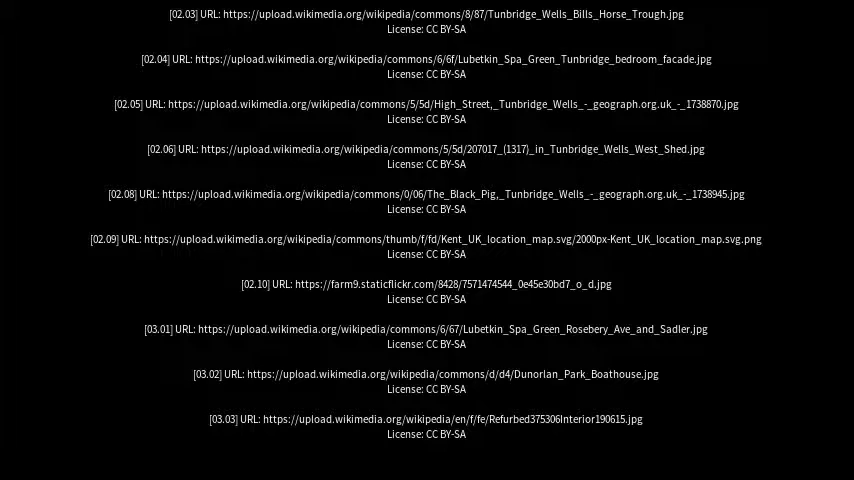 [02.03] URL: https://upload.wikimedia.org/wikipedia/commons/8/87/Tunbridge_Wells_Bills_Horse_Trough.jpg
License: CC BY-SA
[02.04] URL: https://upload.wikimedia.org/wikipedia/commons/6/6f/Lubetkin_Spa_Green_Tunbridge_bedroom_facade.jpg
License: CC BY-SA
[02.05] URL: https://upload.wikimedia.org/wikipedia/commons/5/5d/High_Street,_Tunbridge_Wells_-_geograph.org.uk_-_1738870.jpg
License: CC BY-SA
[02.06] URL: https://upload.wikimedia.org/wikipedia/commons/5/5d/207017_(1317)_in_Tunbridge_Wells_West_Shed.jpg
License: CC BY-SA
[02.08] URL: https://upload.wikimedia.org/wikipedia/commons/0/06/The_Black_Pig,_Tunbridge_Wells_-_geograph.org.uk_-_1738945.jpg
License: CC BY-SA
[02.09] URL: https://upload.wikimedia.org/wikipedia/commons/thumb/f/fd/Kent_UK_location_map.svg/2000px-Kent_UK_location_map.svg.png
License: CC BY-SA
[02.10] URL: https://farm9.staticflickr.com/8428/7571474544_0e45e30bd7_o_d.jpg
License: CC BY-SA
[03.01] URL: https://upload.wikimedia.org/wikipedia/commons/6/67/Lubetkin_Spa_Green_Rosebery_Ave_and_Sadler.jpg
License: CC BY-SA
[03.02] URL: https://upload.wikimedia.org/wikipedia/commons/d/d4/Dunorlan_Park_Boathouse.jpg
License: CC BY-SA
[03.03] URL: https://upload.wikimedia.org/wikipedia/en/f/fe/Refurbed375306Interior190615.jpg
License: CC BY-SA